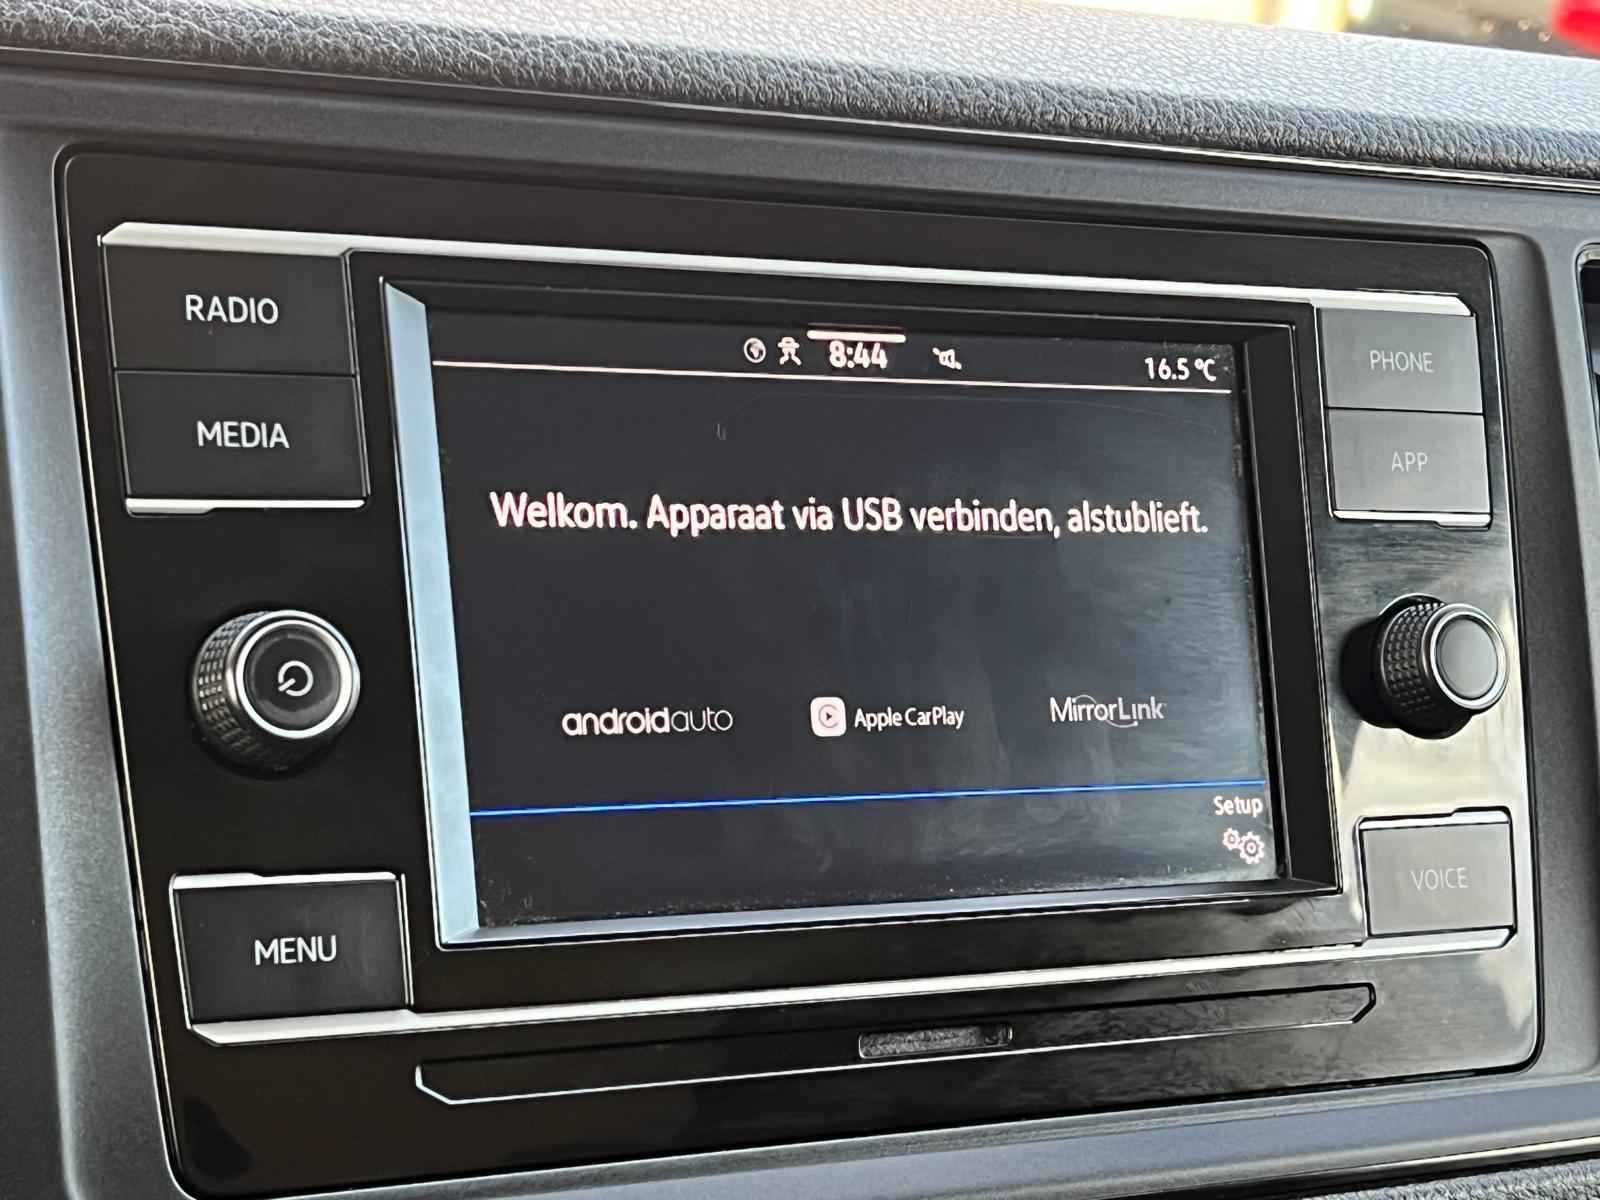 RADIO
MEDIA
MENU
8:44
16.5 °C
Welkom. Apparaat via USB verbinden, alstublieft.
androidauto
Apple CarPlay
MirrorLink
Setup
PHONE
APP
VOICE